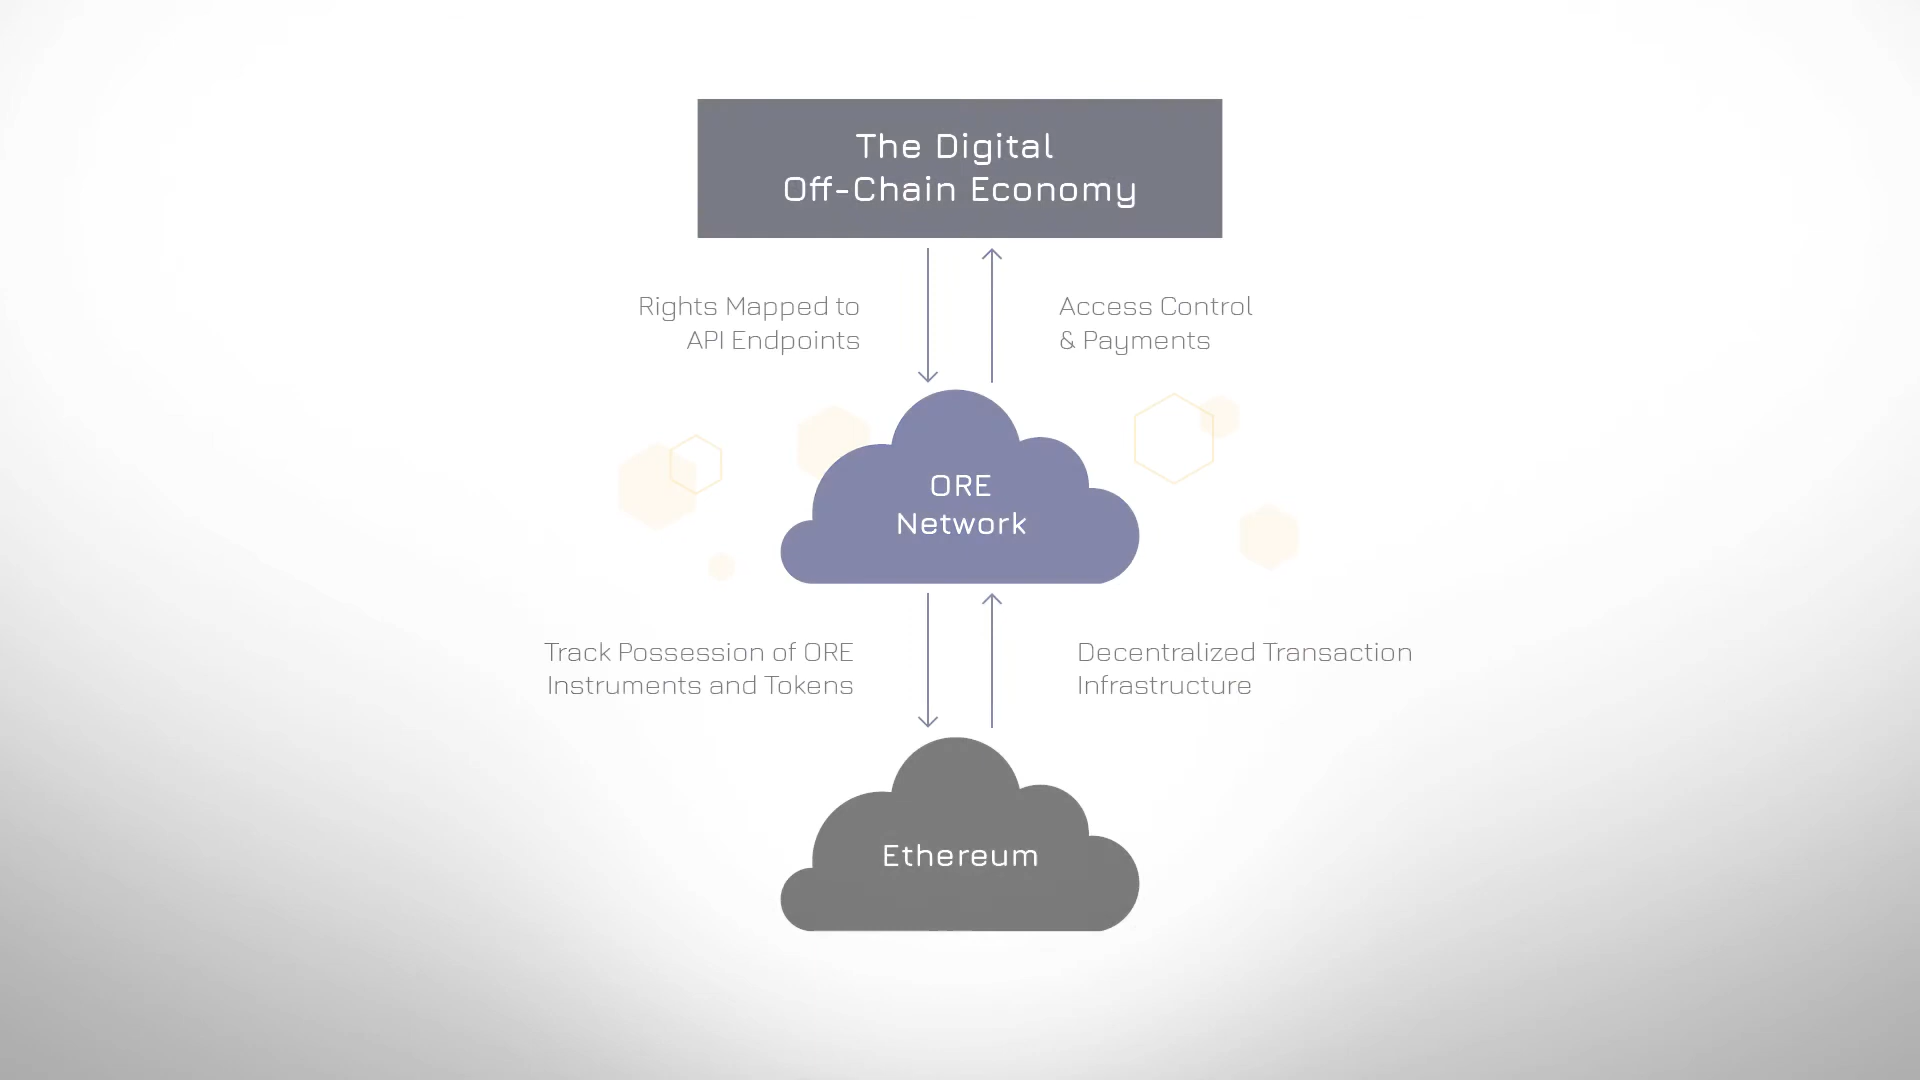 The Digital
Off-Chain Economy
Rights Mapped to
API Endpoints
Access Control
& Payments
ORE
Network
Track Possession of ORE
Instruments and Tokens
Decentralized Transaction
Infrastructure
Ethereum